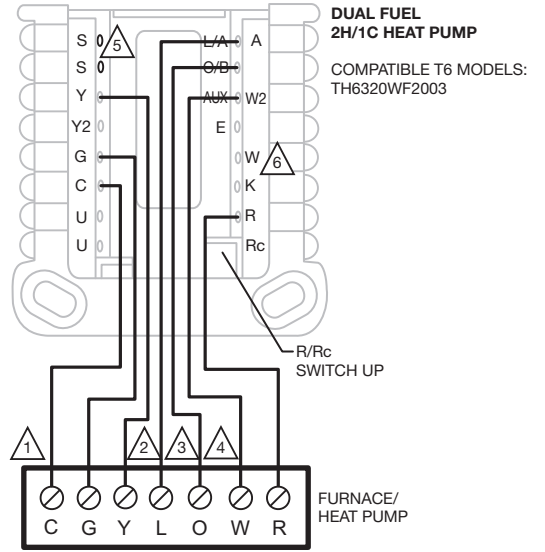 DUAL FUEL
2H/1C HEAT PUMP
COMPATIBLE T6 MODELS:
TH6320WF2003
S 5 L/A A
S O/B
Y AUX W2
Y2 E
G W 6
C K
U R
U Rc
R/Rc
SWITCH UP
1 2 3 4
C G Y L O W R
FURNACE/
HEAT PUMP